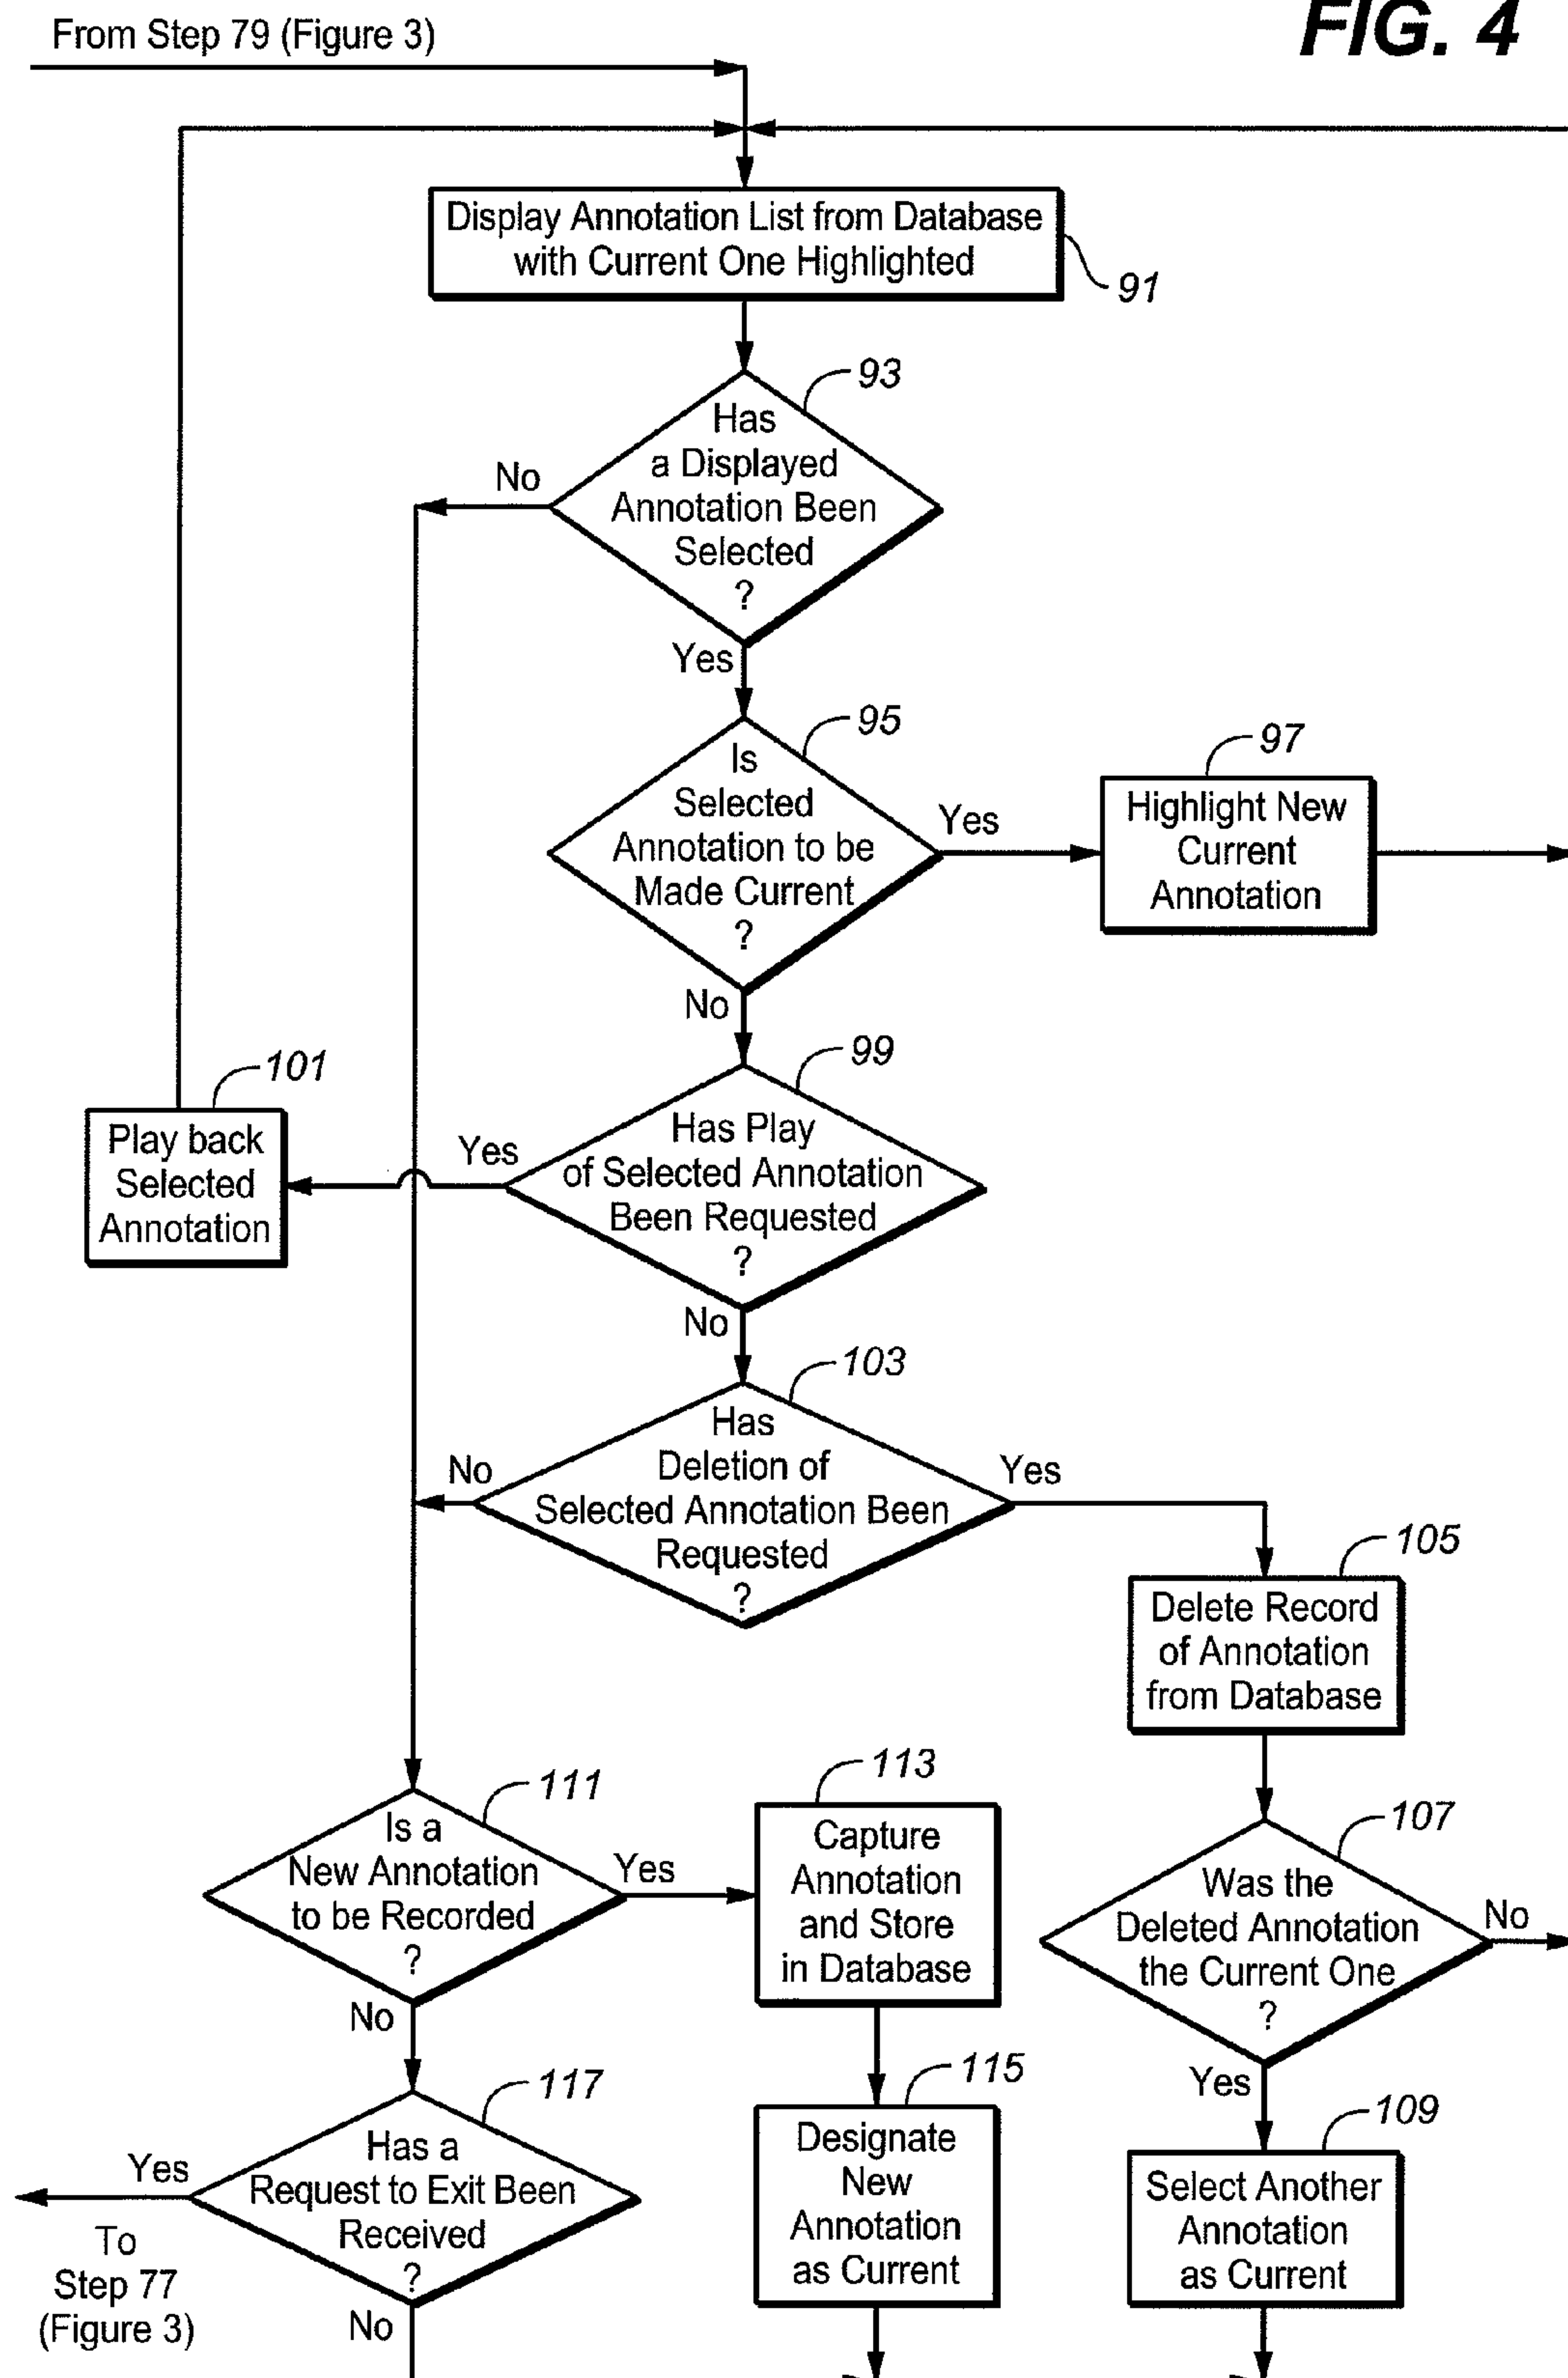 From Step 79 (Figure 3)
FIG. 4
Display Annotation List from Database
with Current One Highlighted
91
93
Has
a Displayed
Annotation Been
Selected
?
No
Yes
95
Is
Selected
Annotation to be
Made Current
?
Yes
97
Highlight New
Current
Annotation
No
99
Has Play
of Selected Annotation
Been Requested
?
Yes
101
Play back
Selected
Annotation
No
103
Has
Deletion of
Selected Annotation Been
Requested
?
No
Yes
105
Delete Record
of Annotation
from Database
107
Was the
Deleted Annotation
the Current One
?
No
Yes
109
Select Another
Annotation
as Current
111
Is a
New Annotation
to be Recorded
?
Yes
113
Capture
Annotation
and Store
in Database
115
Designate
New
Annotation
as Current
No
117
Has a
Request to Exit Been
Received
?
Yes
To
Step 77
(Figure 3)
No